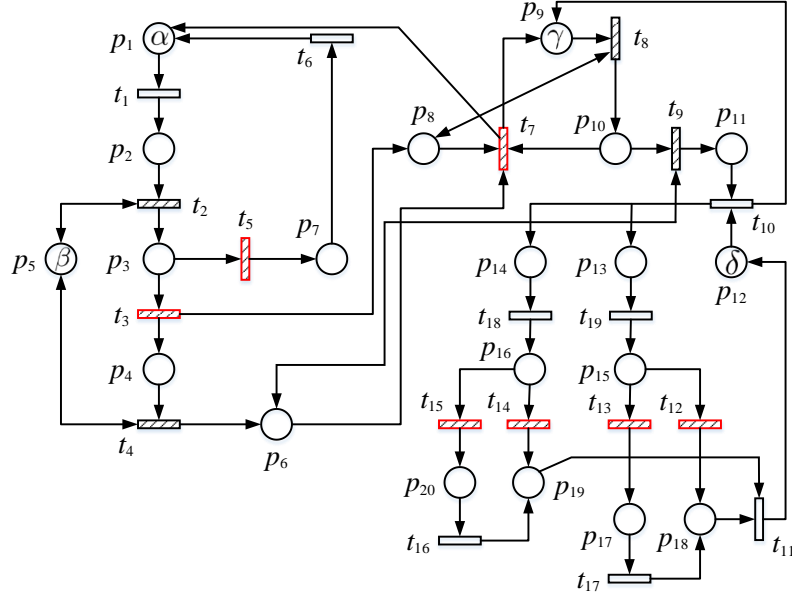 p9
p1 α γ t8
t6
t1 p8 t7 p10 t9 p11
p2
t2
t5 p7
t10
p5 β p3 p14 p13 δ
p12
t3 t18 t19
p4 p16 p15
t15 t14 t13 t12
t4
p6
p20 p19
p17 p18
t16 t11
t17